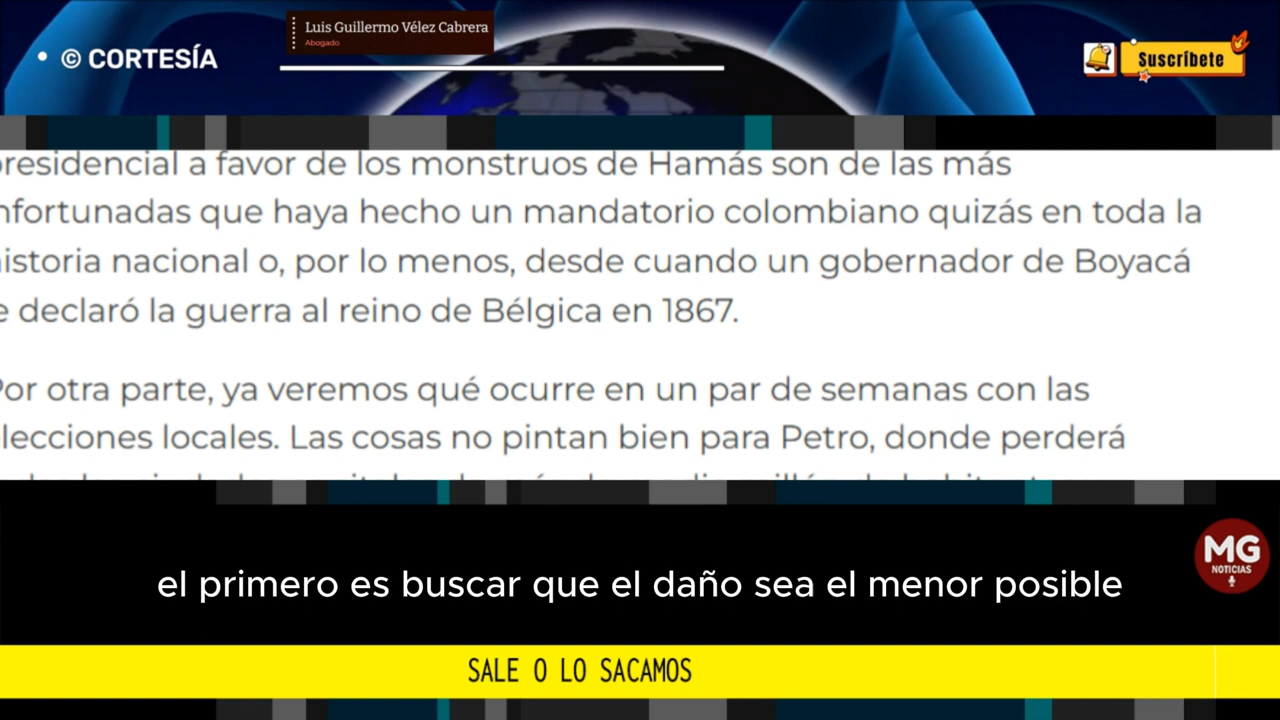 © CORTESÍA
Luis Guillermo Vélez Cabrera
Abogado
Suscríbete
presidencial a favor de los monstruos de Hamás son de las más
nfortunadas que haya hecho un mandatorio colombiano quizás en toda la
istoria nacional o, por lo menos, desde cuando un gobernador de Boyacá
e declaró la guerra al reino de Bélgica en 1867.
Por otra parte, ya veremos qué ocurre en un par de semanas con las
lecciones locales. Las cosas no pintan bien para Petro, donde perderá
el primero es buscar que el daño sea el menor posible
MG
NOTICIAS
SALE O LO SACAMOS